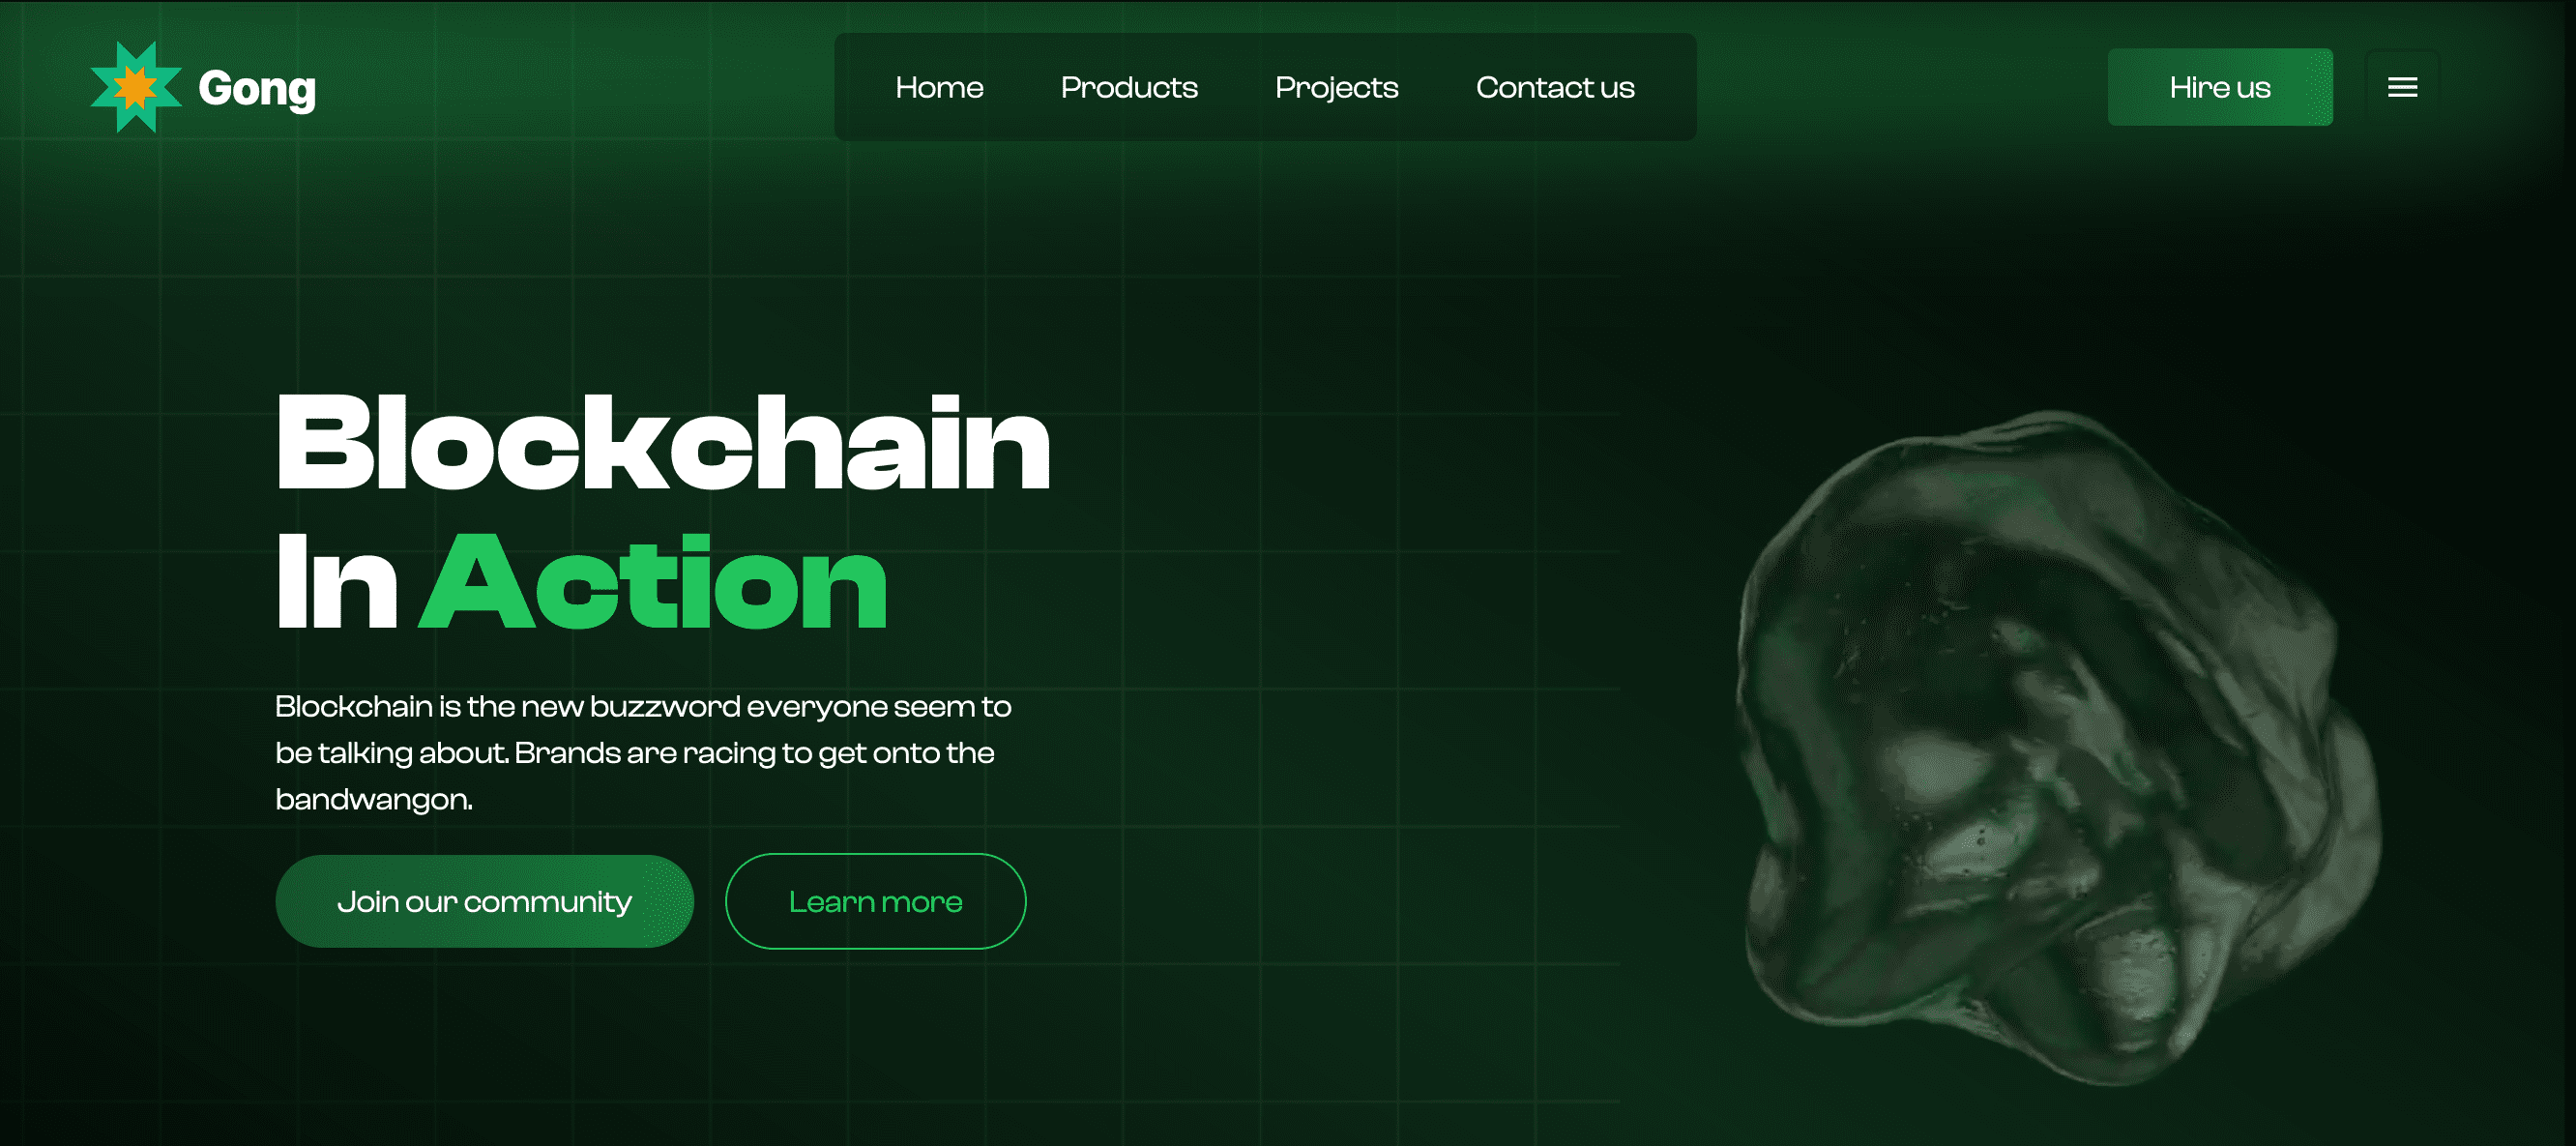 Gong
Home
Products
Projects
Contact us
Hire us
Blockchain
In Action
Blockchain is the new buzzword everyone seem to
be talking about. Brands are racing to get onto the
bandwangon.
Join our community
Learn more